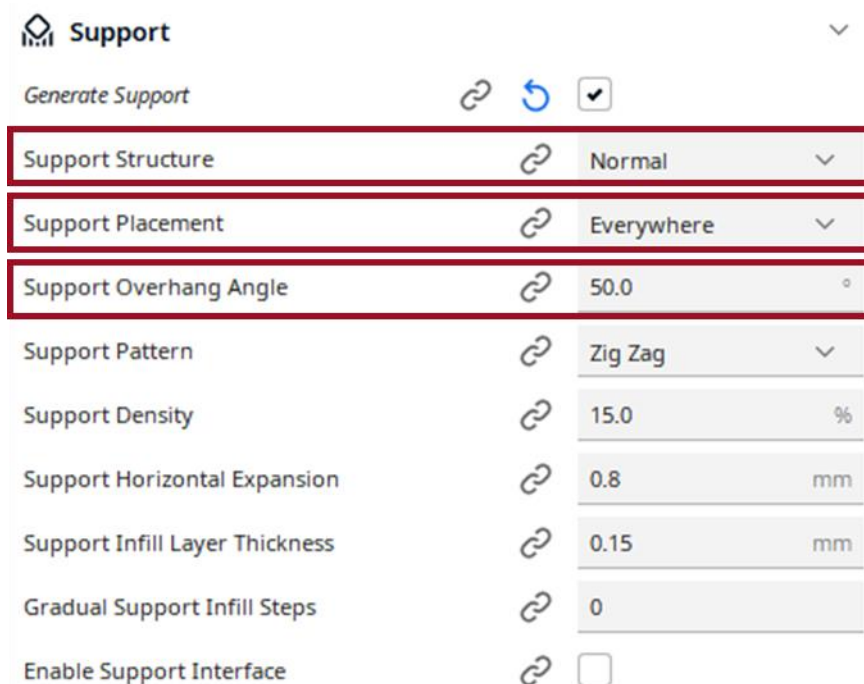 Support
Generate Support
Support Structure Normal
Support Placement Everywhere
Support Overhang Angle 50.0 °
Support Pattern Zig Zag
Support Density 15.0 %
Support Horizontal Expansion 0.8 mm
Support Infill Layer Thickness 0.15 mm
Gradual Support Infill Steps 0
Enable Support Interface